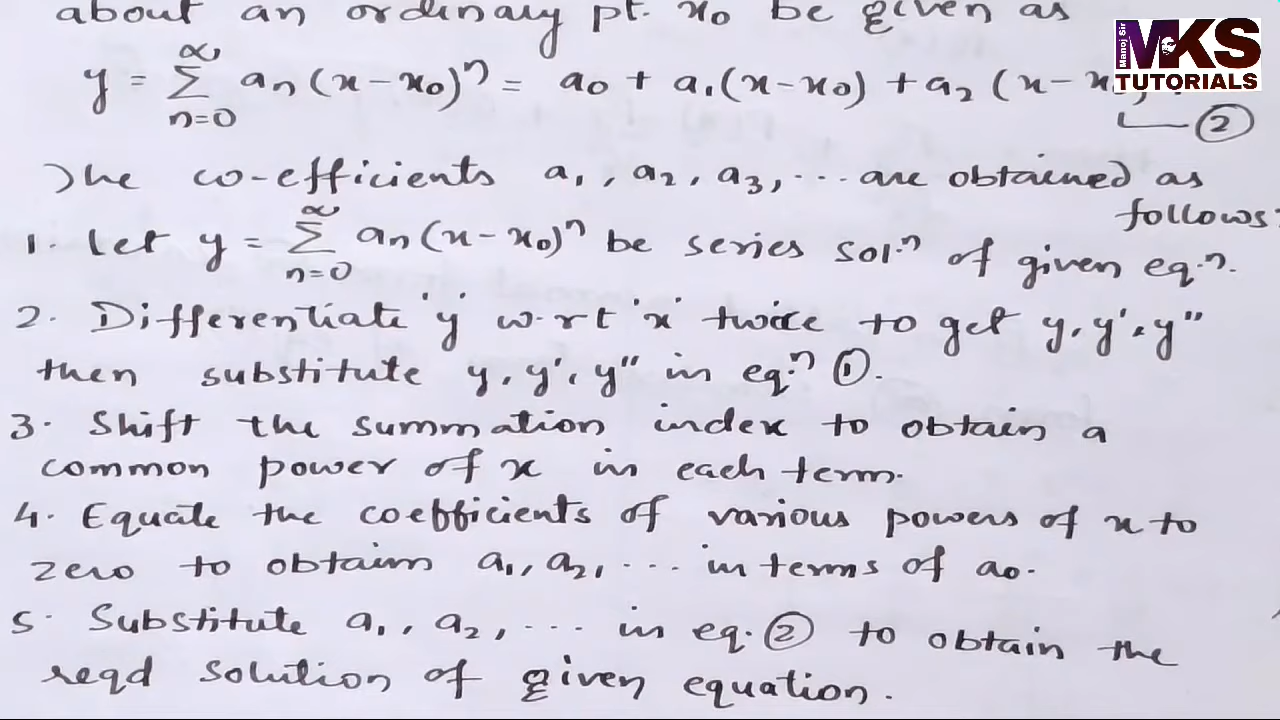 about an ordinary pt. x₀ be given as
y = ∑_{n=0}^{∞} aₙ(x-x₀)ⁿ = a₀ + a₁(x-x₀) + a₂(x-x
②
The co-efficients a₁, a₂, a₃, ... are obtained as
follows:
1. Let y = ∑_{n=0}^{∞} aₙ(x-x₀)ⁿ be series solⁿ. of given eqⁿ.
2. Differentiate 'y' w.r.t 'x' twice to get y, y', y''
then substitute y, y', y'' in eqⁿ. ①.
3. Shift the summation index to obtain a
common power of x in each term.
4. Equate the coefficients of various powers of x to
zero to obtain a₁, a₂, ... in terms of a₀.
5. Substitute a₁, a₂, ... in eq. ② to obtain the
reqd solution of given equation.
Manoj Sir
MKS
TUTORIALS